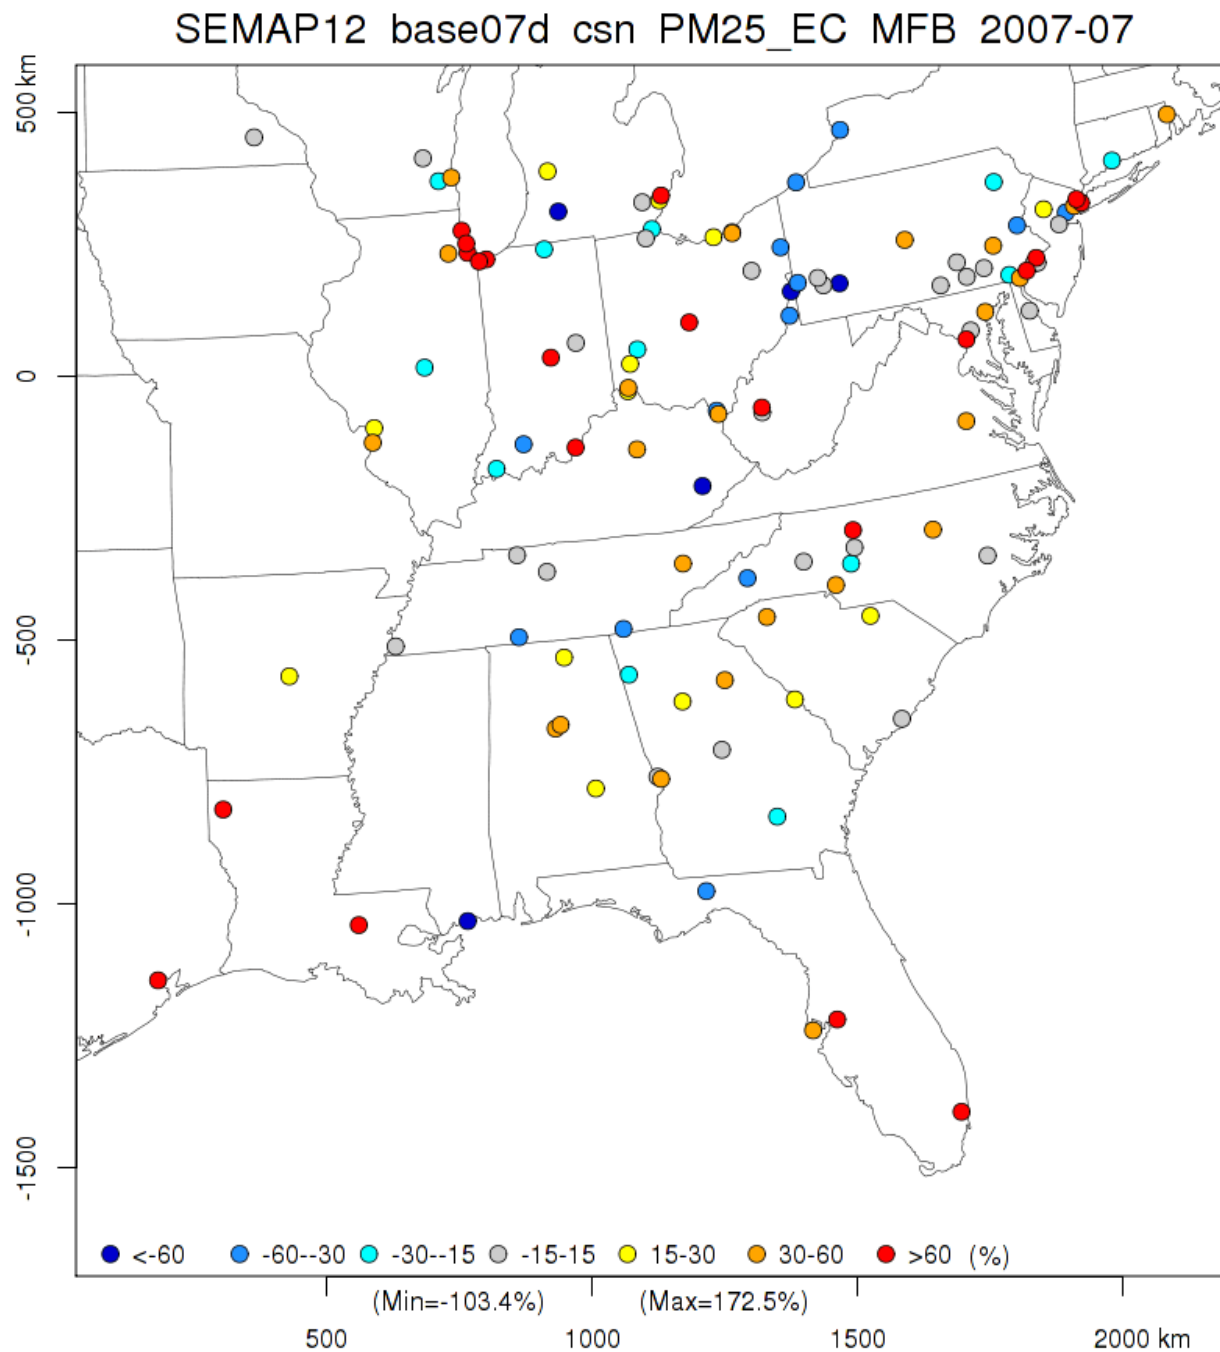 SEMAP12 base07d csn PM25_EC MFB 2007-07
500 km
0
-500
-1000
-1500
<-60 -60--30 -30--15 -15-15 15-30 30-60 >60 (%)
(Min=-103.4%) (Max=172.5%)
500 1000 1500 2000 km